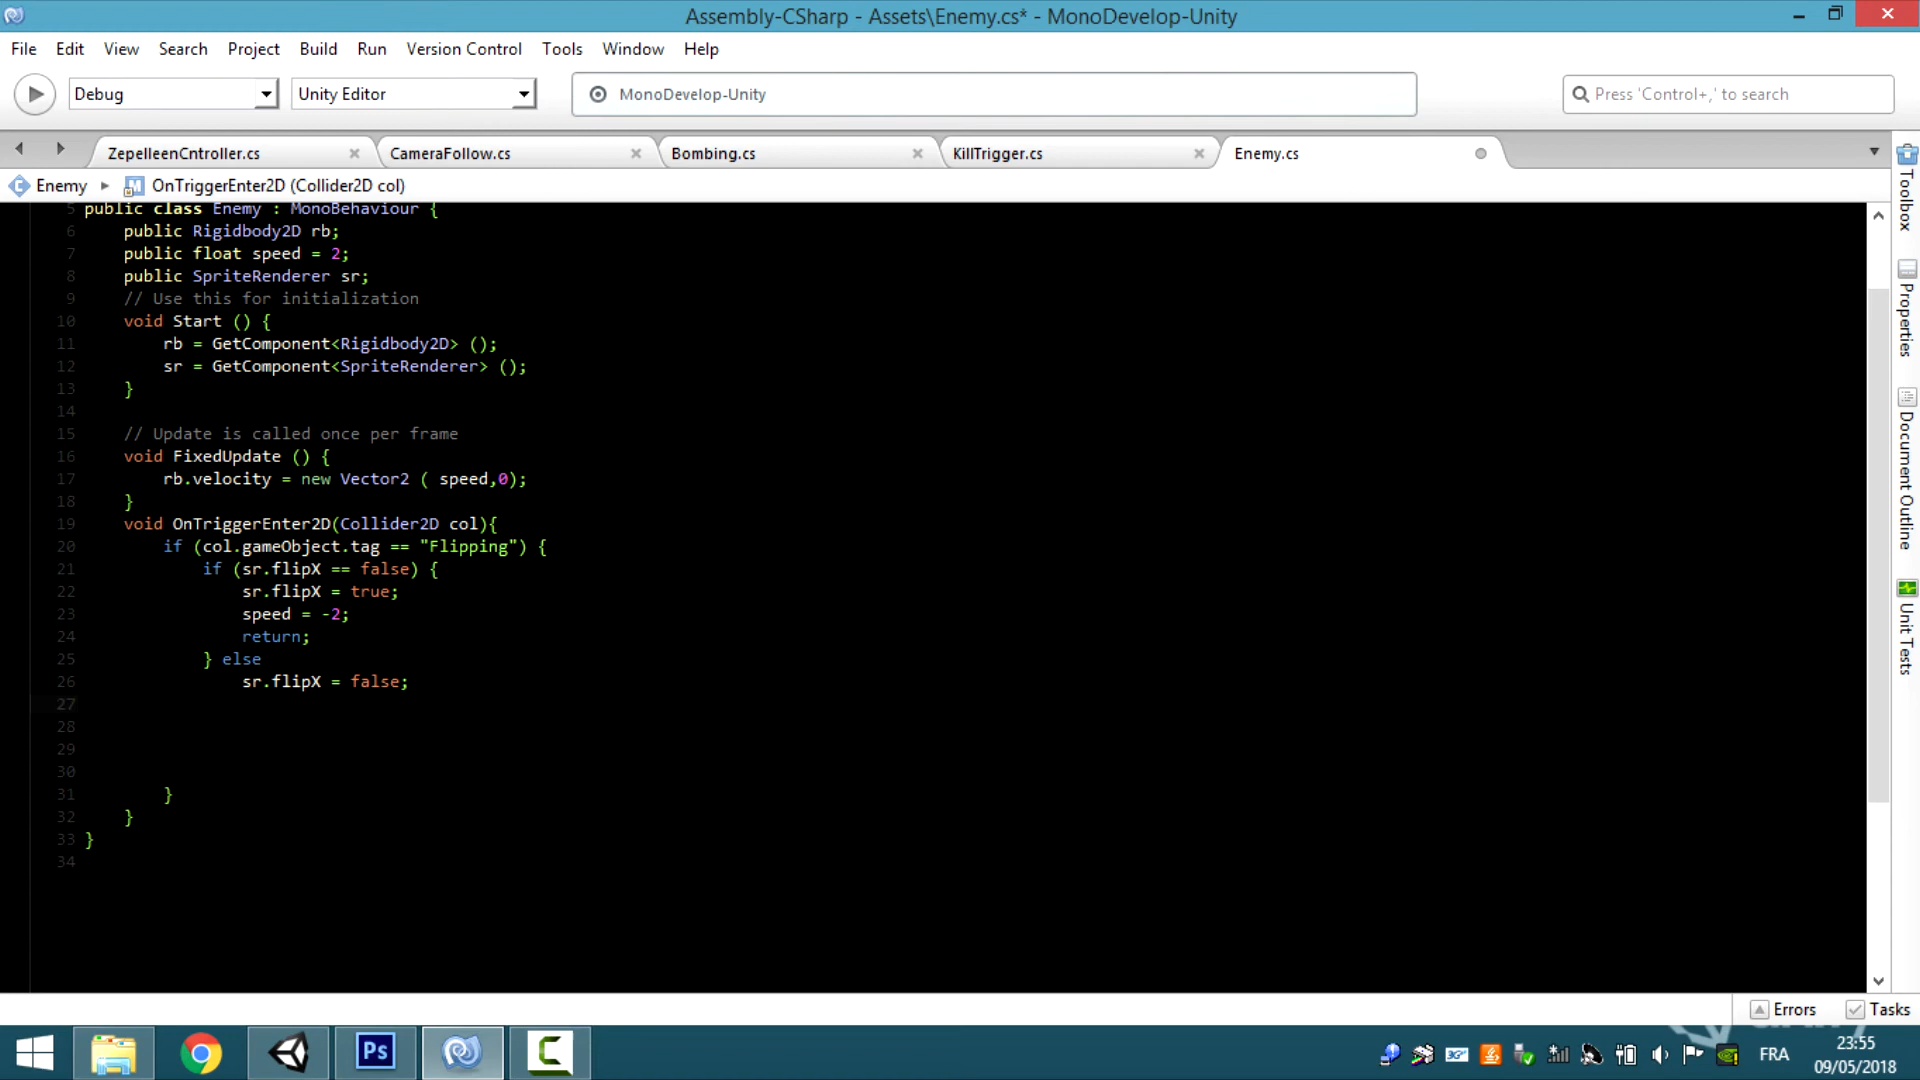 Assembly-CSharp - Assets\Enemy.cs* - MonoDevelop-Unity
File Edit View Search Project Build Run Version Control Tools Window Help
Debug Unity Editor MonoDevelop-Unity Press 'Control+,' to search
ZepelleenCntroller.cs CameraFollow.cs Bombing.cs KillTrigger.cs Enemy.cs
Enemy OnTriggerEnter2D (Collider2D col)
5 public class Enemy : MonoBehaviour {
6 public Rigidbody2D rb;
7 public float speed = 2;
8 public SpriteRenderer sr;
9 // Use this for initialization
10 void Start () {
11 rb = GetComponent<Rigidbody2D> ();
12 sr = GetComponent<SpriteRenderer> ();
13 }
14
15 // Update is called once per frame
16 void FixedUpdate () {
17 rb.velocity = new Vector2 ( speed,0);
18 }
19 void OnTriggerEnter2D(Collider2D col){
20 if (col.gameObject.tag == "Flipping") {
21 if (sr.flipX == false) {
22 sr.flipX = true;
23 speed = -2;
24 return;
25 } else
26 sr.flipX = false;
27
28
29
30
31 }
32 }
33 }
34
Toolbox
Properties
Document Outline
Unit Tests
Errors Tasks
Ps
3G
FRA
23:55
09/05/2018